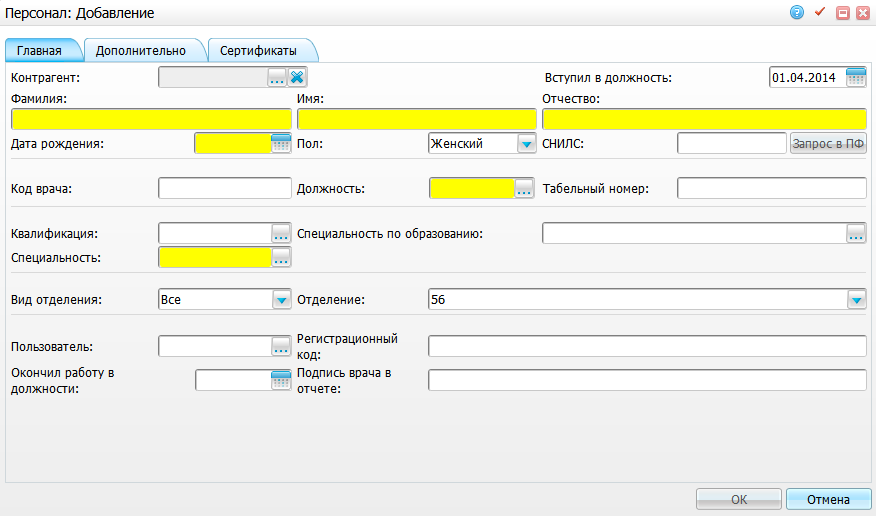 Персонал: Добавление
Главная Дополнительно Сертификаты
Контрагент: ... Вступил в должность: 01.04.2014
Фамилия: Имя: Отчество:
Дата рождения: Пол: Женский СНИЛС: Запрос в ПФ
Код врача: Должность: ... Табельный номер:
Квалификация: ... Специальность по образованию: ...
Специальность: ...
Вид отделения: Все Отделение: 56
Пользователь: ... Регистрационный
код:
Окончил работу в Подпись врача в
должности: отчете:
OK Отмена